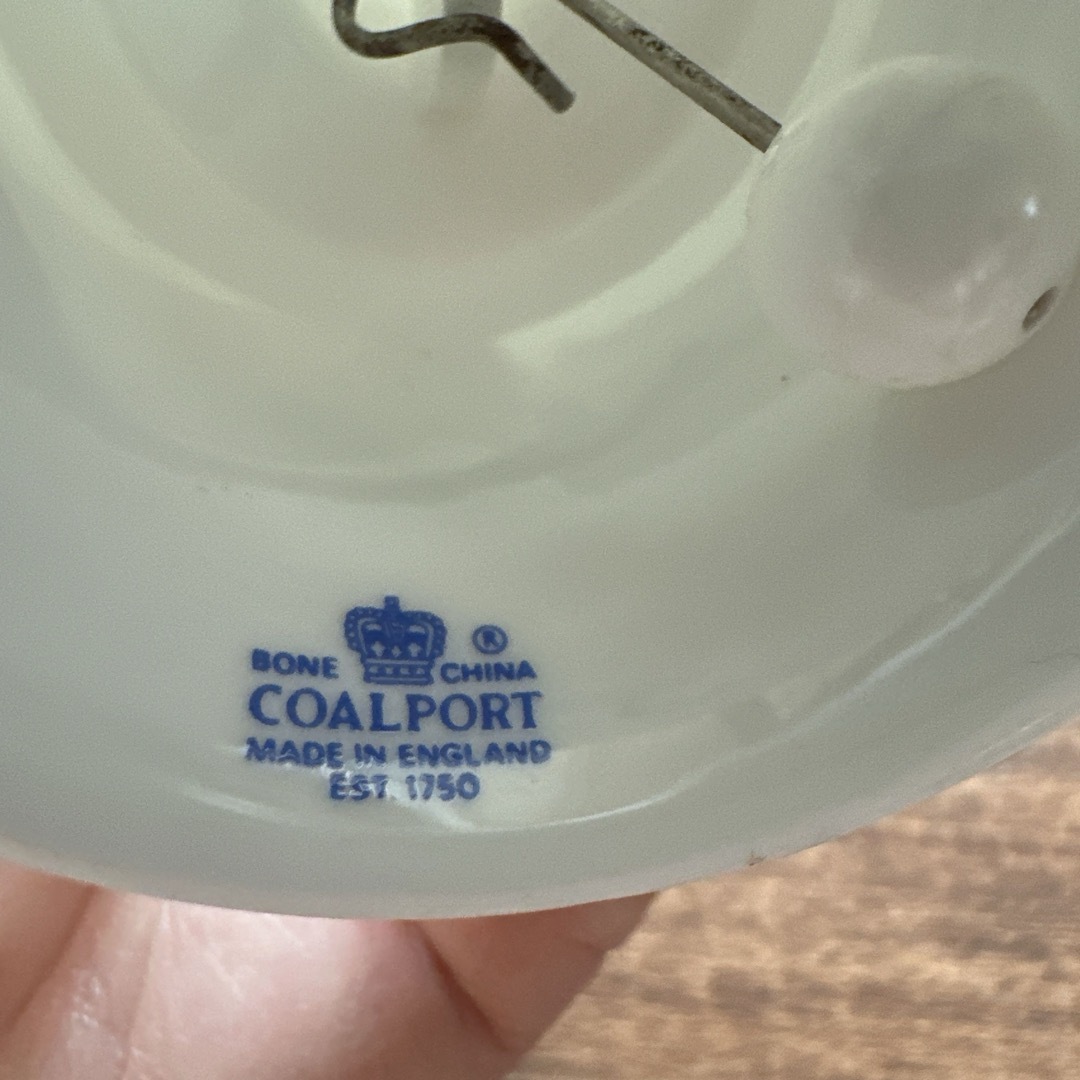 BONE CHINA ®
COALPORT
MADE IN ENGLAND
EST. 1750